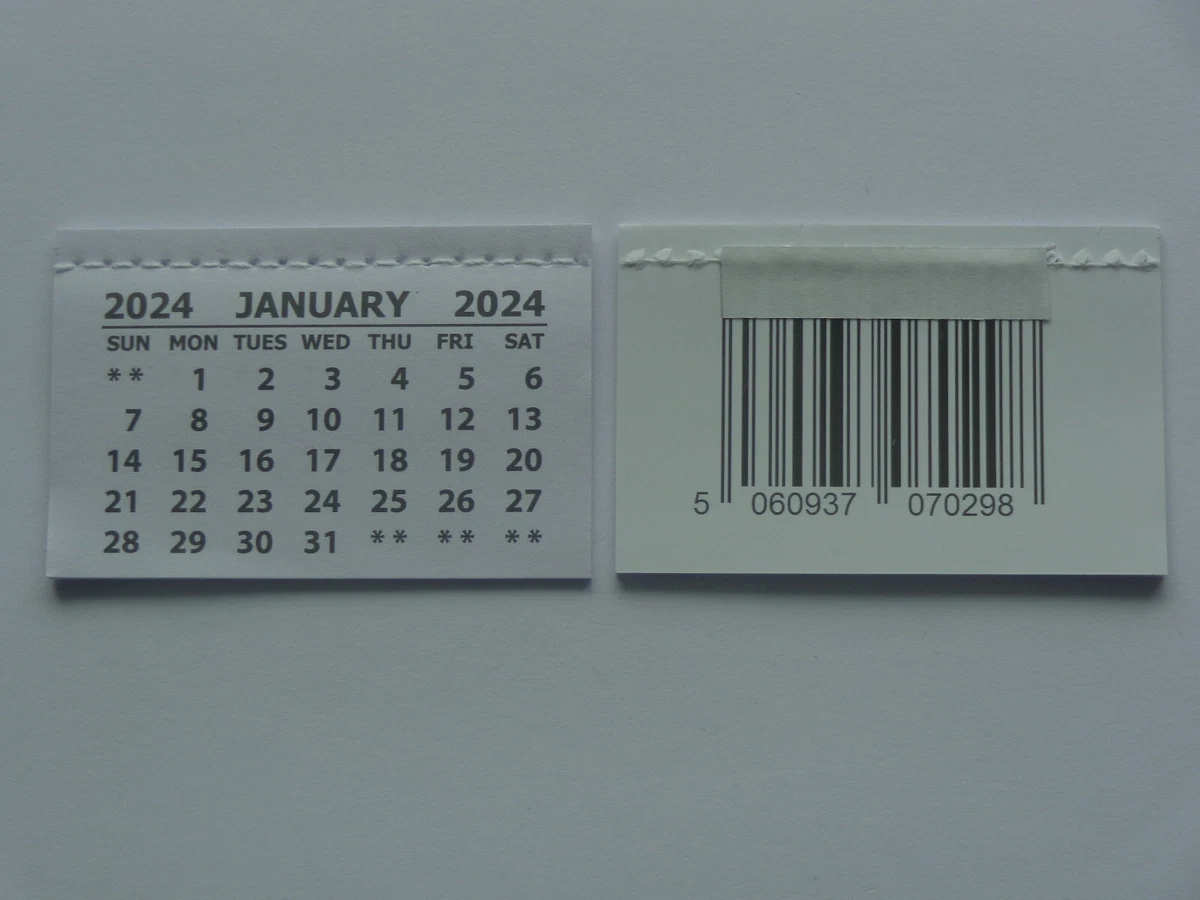 2024 JANUARY 2024
SUN MON TUES WED THU FRI SAT
** 1 2 3 4 5 6
7 8 9 10 11 12 13
14 15 16 17 18 19 20
21 22 23 24 25 26 27
28 29 30 31 ** ** **
5 060937 070298